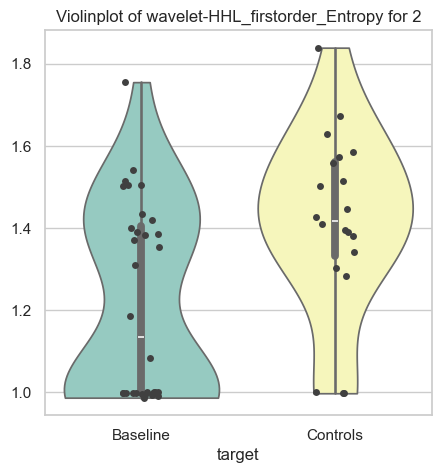 Violinplot of wavelet-HHL_firstorder_Entropy for 2
1.8
1.6
1.4
1.2
1.0
Baseline Controls
target